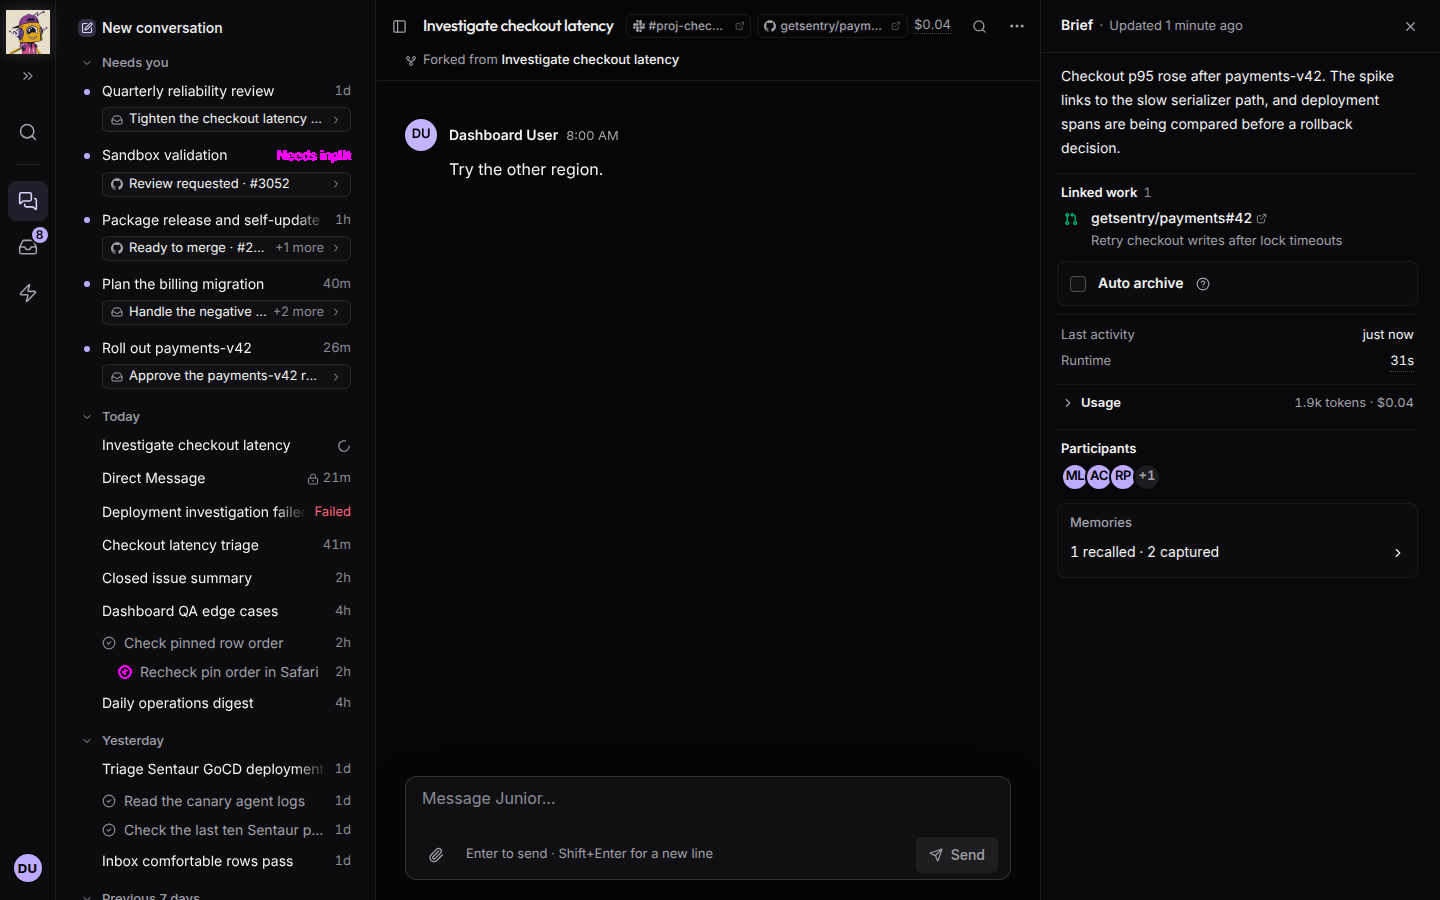 New conversation
Needs you
Quarterly reliability review 1d
Tighten the checkout latency ...
Sandbox validation
Review requested · #3052
Package release and self-update 1h
Ready to merge · #2... +1 more
Plan the billing migration 40m
Handle the negative ... +2 more
Roll out payments-v42 26m
Approve the payments-v42 r...
Today
Investigate checkout latency
Direct Message 21m
Deployment investigation failed Failed
Checkout latency triage 41m
Closed issue summary 2h
Dashboard QA edge cases 4h
Check pinned row order 2h
Recheck pin order in Safari 2h
Daily operations digest 4h
Yesterday
Triage Sentaur GoCD deployment 1d
Read the canary agent logs 1d
Check the last ten Sentaur p... 1d
Inbox comfortable rows pass 1d
Previous 7 days
8
DU
Investigate checkout latency #proj-chec... getsentry/paym... $0.04
Forked from Investigate checkout latency
DU Dashboard User 8:00 AM
Try the other region.
Message Junior...
Enter to send · Shift+Enter for a new line Send
Brief · Updated 1 minute ago
Checkout p95 rose after payments-v42. The spike
links to the slow serializer path, and deployment
spans are being compared before a rollback
decision.
Linked work 1
getsentry/payments#42
Retry checkout writes after lock timeouts
Auto archive
Last activity just now
Runtime 31s
Usage 1.9k tokens · $0.04
Participants
ML AC RP +1
Memories
1 recalled · 2 captured